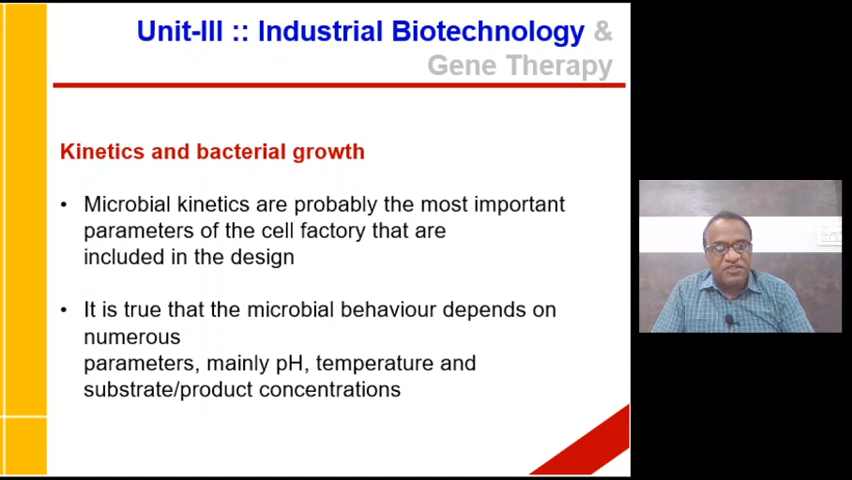 Unit-III :: Industrial Biotechnology &
Gene Therapy
Kinetics and bacterial growth
• Microbial kinetics are probably the most important
parameters of the cell factory that are
included in the design
• It is true that the microbial behaviour depends on
numerous
parameters, mainly pH, temperature and
substrate/product concentrations